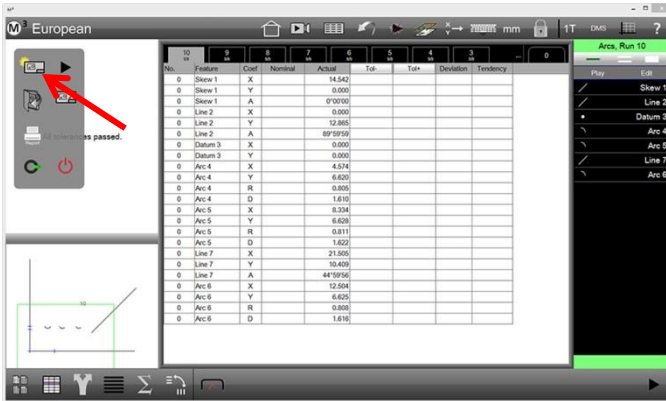 M³
M³ European
mm
1T
DMS
?
10
9
8
7
6
5
4
3
...
0
Arcs, Run 10
Play Edit
All tolerances passed.
Report
No. Feature Coef Nominal Actual Tol- Tol+ Deviation Tendency
0 Skew 1 X 14.542
0 Skew 1 Y 0.000
0 Skew 1 A 0°00'00
0 Line 2 X 0.000
0 Line 2 Y 12.865
0 Line 2 A 89°59'59
0 Datum 3 X 0.000
0 Datum 3 Y 0.000
0 Arc 4 X 4.574
0 Arc 4 Y 6.620
0 Arc 4 R 0.805
0 Arc 4 D 1.610
0 Arc 5 X 8.334
0 Arc 5 Y 6.628
0 Arc 5 R 0.811
0 Arc 5 D 1.622
0 Line 7 X 21.505
0 Line 7 Y 10.409
0 Line 7 A 44°59'56
0 Arc 6 X 12.504
0 Arc 6 Y 6.625
0 Arc 6 R 0.808
0 Arc 6 D 1.616
Skew 1
Line 2
Datum 3
Arc 4
Arc 5
Line 7
Arc 6
10